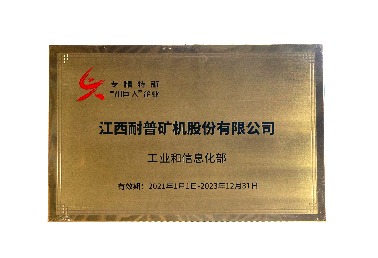 专精特新
"小巨人"企业
江西耐普矿机股份有限公司
工业和信息化部
有效期：2021年1月1日-2023年12月31日